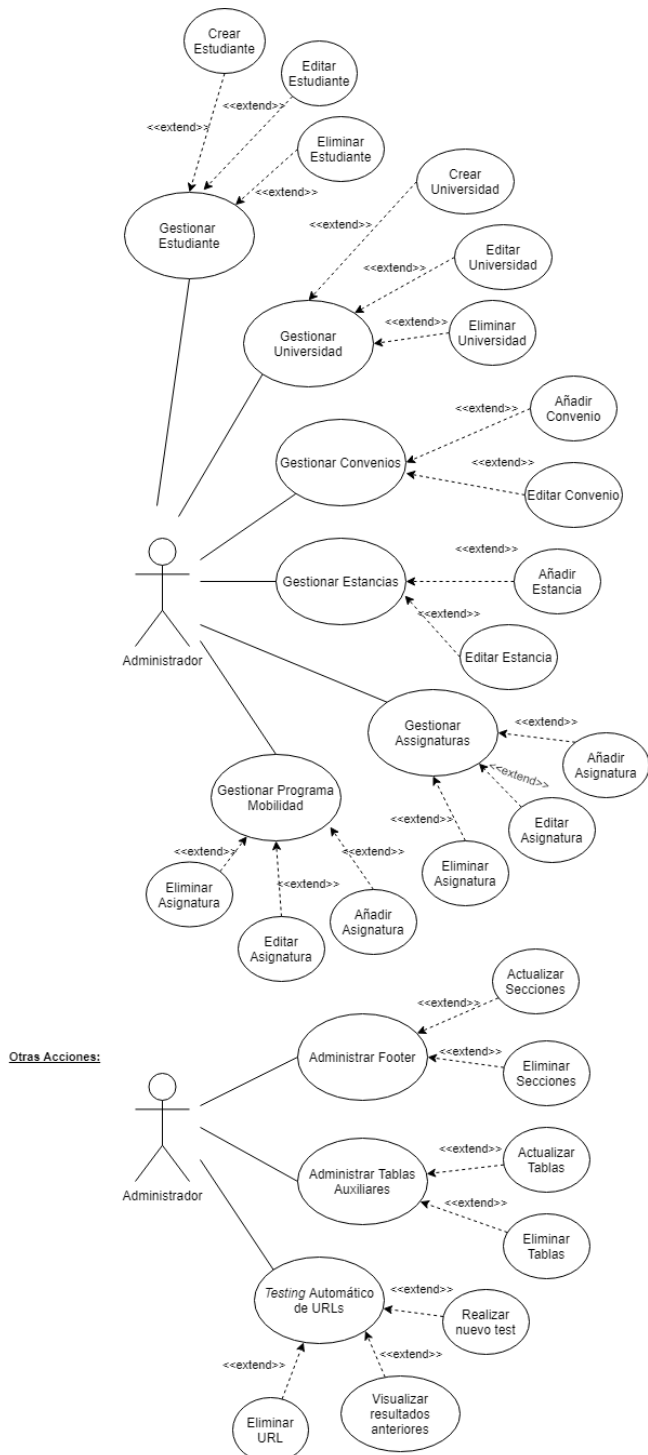 Crear
Estudiante
Editar
Estudiante
<<extend>>
<<extend>>
Eliminar
Estudiante
<<extend>>
Gestionar
Estudiante
Crear
Universidad
<<extend>>
Editar
Universidad
<<extend>>
Gestionar
Universidad
<<extend>>
Eliminar
Universidad
Gestionar Convenios
<<extend>>
Añadir
Convenio
<<extend>>
Editar Convenio
Gestionar Estancias
<<extend>>
Añadir
Estancia
<<extend>>
Editar Estancia
Administrador
Gestionar
Assignaturas
<<extend>>
Añadir
Asignatura
<<extend>>
Editar
Asignatura
<<extend>>
Eliminar
Asignatura
Gestionar Programa
Mobilidad
<<extend>>
Eliminar
Asignatura
<<extend>>
Editar
Asignatura
<<extend>>
Añadir
Asignatura
Otras Acciones:
Administrador
Administrar Footer
<<extend>>
Actualizar
Secciones
<<extend>>
Eliminar
Secciones
Administrar Tablas
Auxiliares
<<extend>>
Actualizar
Tablas
<<extend>>
Eliminar
Tablas
Testing Automático
de URLs
<<extend>>
Realizar
nuevo test
<<extend>>
Visualizar
resultados
anteriores
<<extend>>
Eliminar
URL